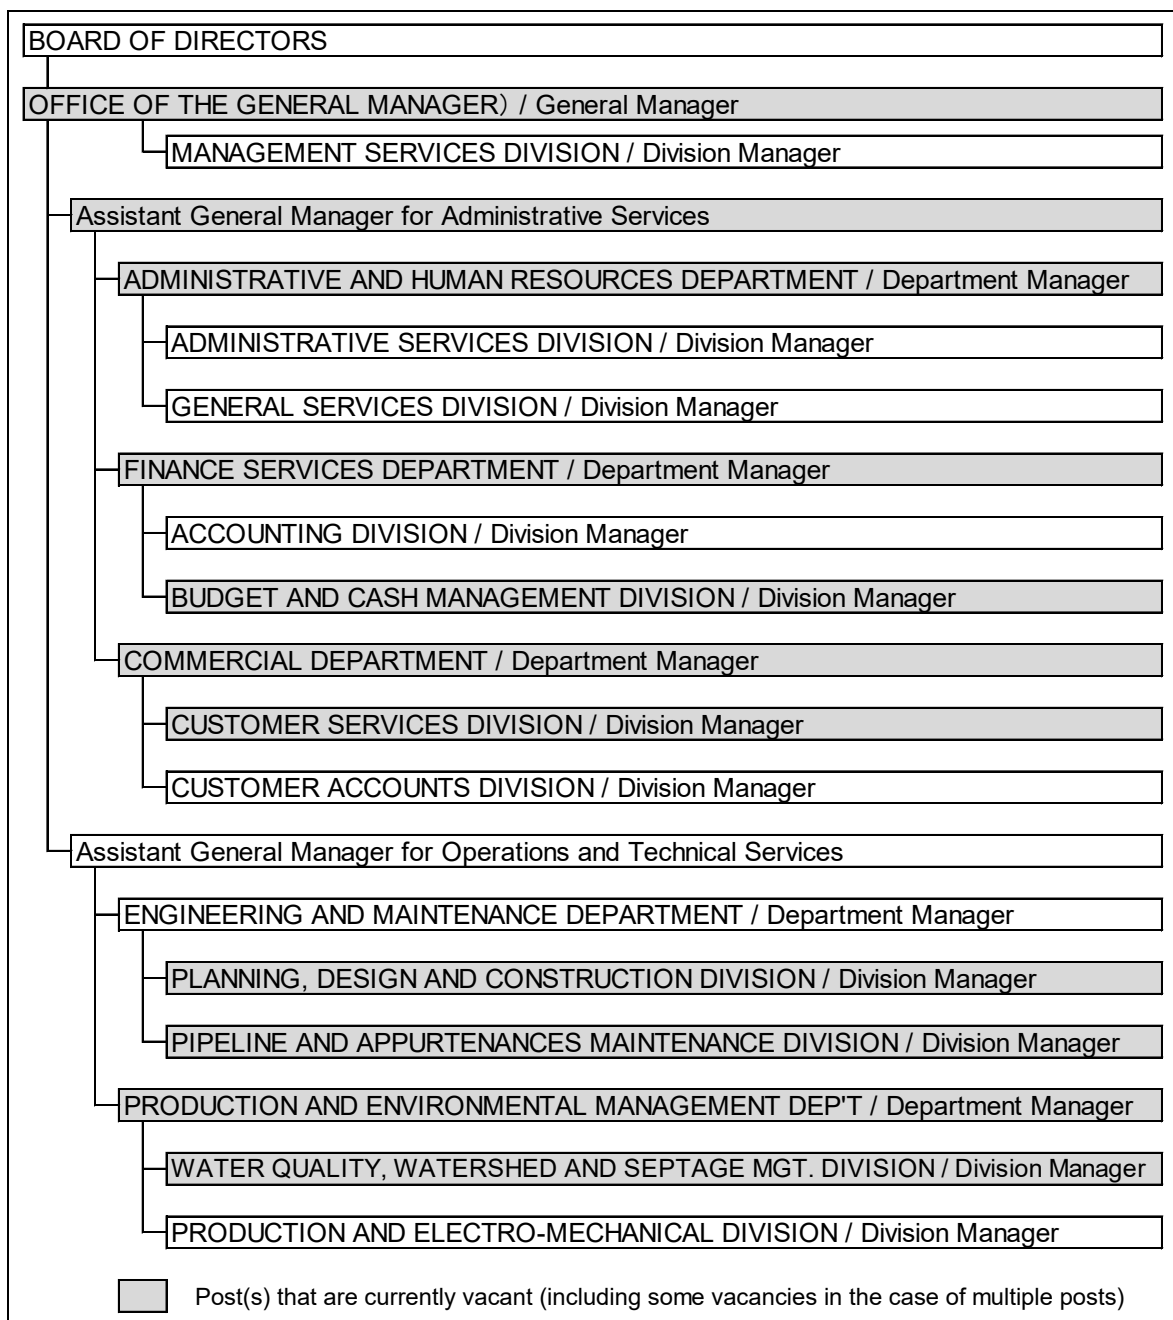 BOARD OF DIRECTORS
OFFICE OF THE GENERAL MANAGER） / General Manager
MANAGEMENT SERVICES DIVISION / Division Manager
Assistant General Manager for Administrative Services
ADMINISTRATIVE AND HUMAN RESOURCES DEPARTMENT / Department Manager
ADMINISTRATIVE SERVICES DIVISION / Division Manager
GENERAL SERVICES DIVISION / Division Manager
FINANCE SERVICES DEPARTMENT / Department Manager
ACCOUNTING DIVISION / Division Manager
BUDGET AND CASH MANAGEMENT DIVISION / Division Manager
COMMERCIAL DEPARTMENT / Department Manager
CUSTOMER SERVICES DIVISION / Division Manager
CUSTOMER ACCOUNTS DIVISION / Division Manager
Assistant General Manager for Operations and Technical Services
ENGINEERING AND MAINTENANCE DEPARTMENT / Department Manager
PLANNING, DESIGN AND CONSTRUCTION DIVISION / Division Manager
PIPELINE AND APPURTENANCES MAINTENANCE DIVISION / Division Manager
PRODUCTION AND ENVIRONMENTAL MANAGEMENT DEP'T / Department Manager
WATER QUALITY, WATERSHED AND SEPTAGE MGT. DIVISION / Division Manager
PRODUCTION AND ELECTRO-MECHANICAL DIVISION / Division Manager
Post(s) that are currently vacant (including some vacancies in the case of multiple posts)